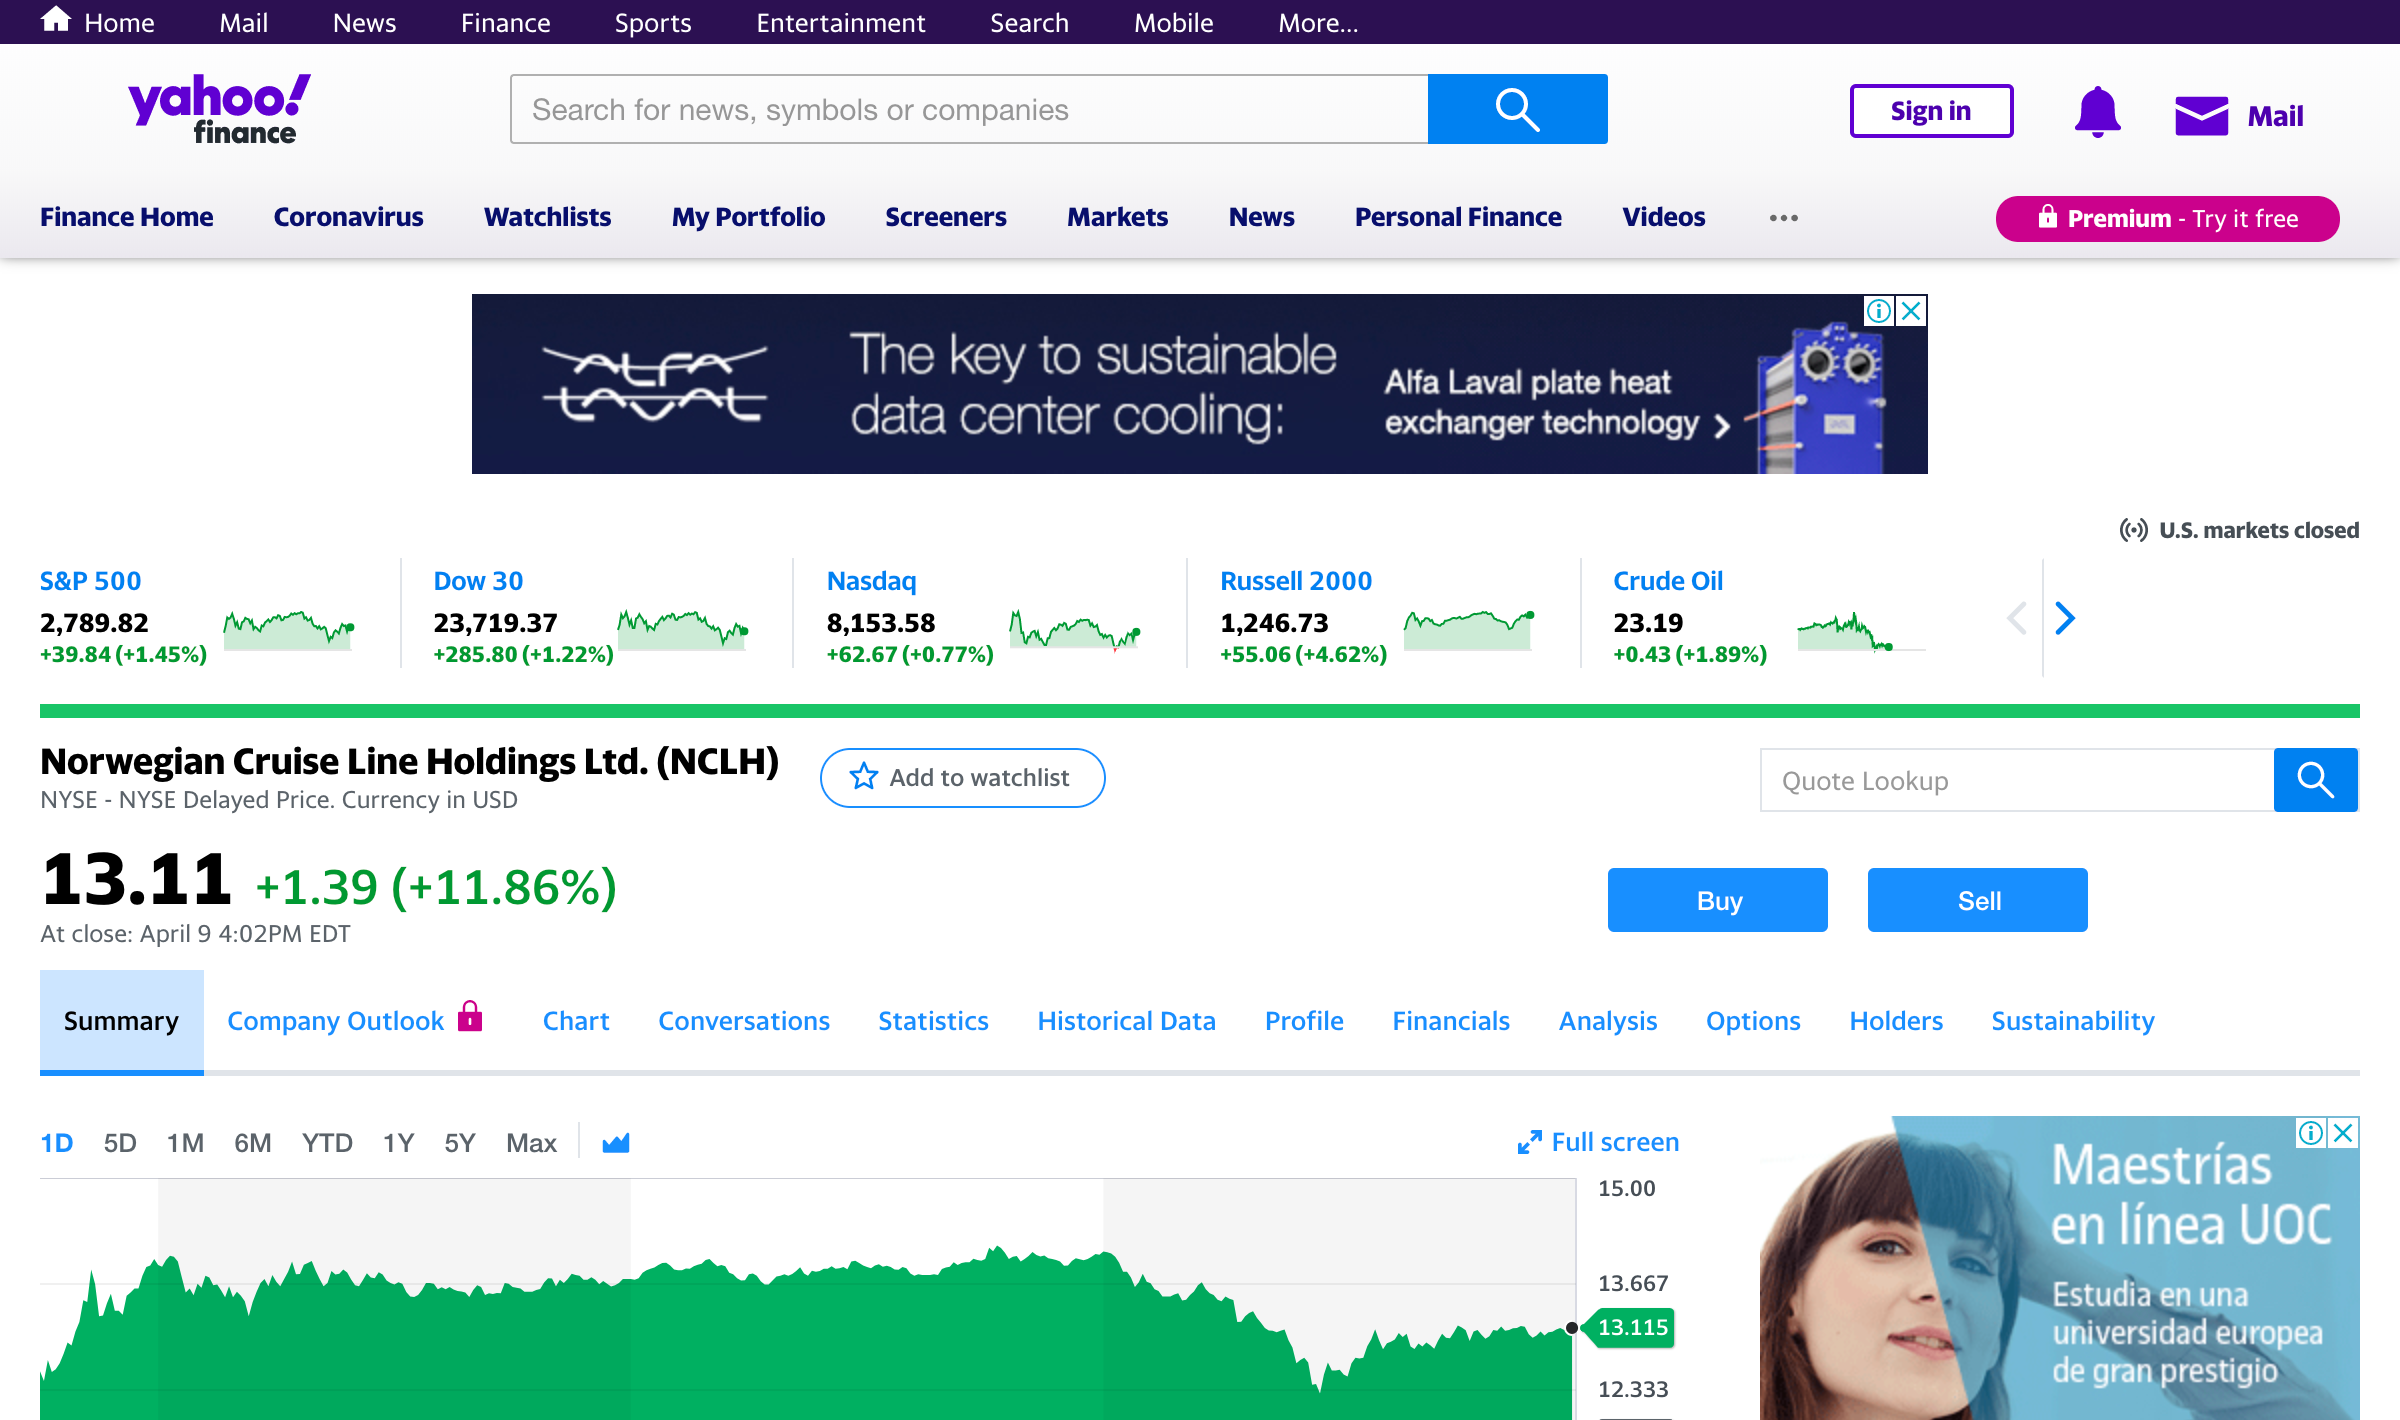 Home Mail News Finance Sports Entertainment Search Mobile More...
yahoo!
finance
Search for news, symbols or companies
Sign in
Mail
Finance Home Coronavirus Watchlists My Portfolio Screeners Markets News Personal Finance Videos
Premium - Try it free
ALFA
LAVAL
The key to sustainable
data center cooling:
Alfa Laval plate heat
exchanger technology
U.S. markets closed
S&P 500
2,789.82
+39.84 (+1.45%)
Dow 30
23,719.37
+285.80 (+1.22%)
Nasdaq
8,153.58
+62.67 (+0.77%)
Russell 2000
1,246.73
+55.06 (+4.62%)
Crude Oil
23.19
+0.43 (+1.89%)
Norwegian Cruise Line Holdings Ltd. (NCLH)
NYSE - NYSE Delayed Price. Currency in USD
Add to watchlist
Quote Lookup
13.11 +1.39 (+11.86%)
At close: April 9 4:02PM EDT
Buy
Sell
Summary Company Outlook Chart Conversations Statistics Historical Data Profile Financials Analysis Options Holders Sustainability
1D 5D 1M 6M YTD 1Y 5Y Max
Full screen
15.00
13.667
13.115
12.333
Maestrías
en línea UOC
Estudia en una
universidad europea
de gran prestigio